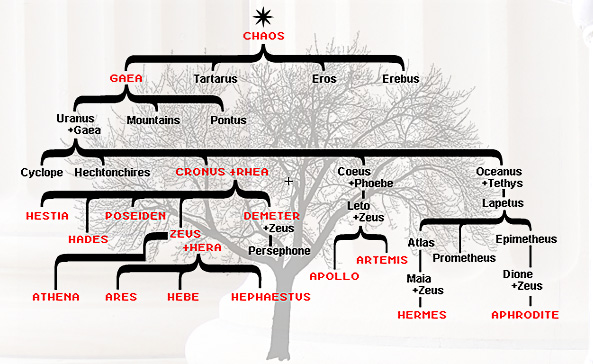 CHAOS
GAEA
Tartarus
Eros
Erebus
Uranus
+Gaea
Mountains
Pontus
Cyclope
Hechtonchires
CRONUS +RHEA
Coeus
+Phoebe
Oceanus
+Tethys
HESTIA
HADES
POSEIDEN
ZEUS
+HERA
DEMETER
+Zeus
Persephone
Leto
+Zeus
Lapetus
APOLLO
ARTEMIS
Atlas
Prometheus
Epimetheus
Maia
+Zeus
Dione
+Zeus
ATHENA
ARES
HEBE
HEPHAESTUS
HERMES
APHRODITE